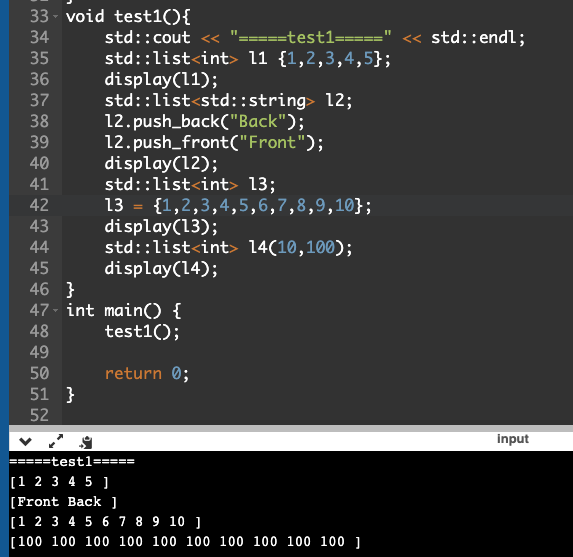 33 void test1(){
34     std::cout << "=====test1=====" << std::endl;
35     std::list<int> l1 {1,2,3,4,5};
36     display(l1);
37     std::list<std::string> l2;
38     l2.push_back("Back");
39     l2.push_front("Front");
40     display(l2);
41     std::list<int> l3;
42     l3 = {1,2,3,4,5,6,7,8,9,10};
43     display(l3);
44     std::list<int> l4(10,100);
45     display(l4);
46 }
47 int main() {
48     test1();
49
50     return 0;
51 }
52
input
=====test1=====
[1 2 3 4 5 ]
[Front Back ]
[1 2 3 4 5 6 7 8 9 10 ]
[100 100 100 100 100 100 100 100 100 100 ]